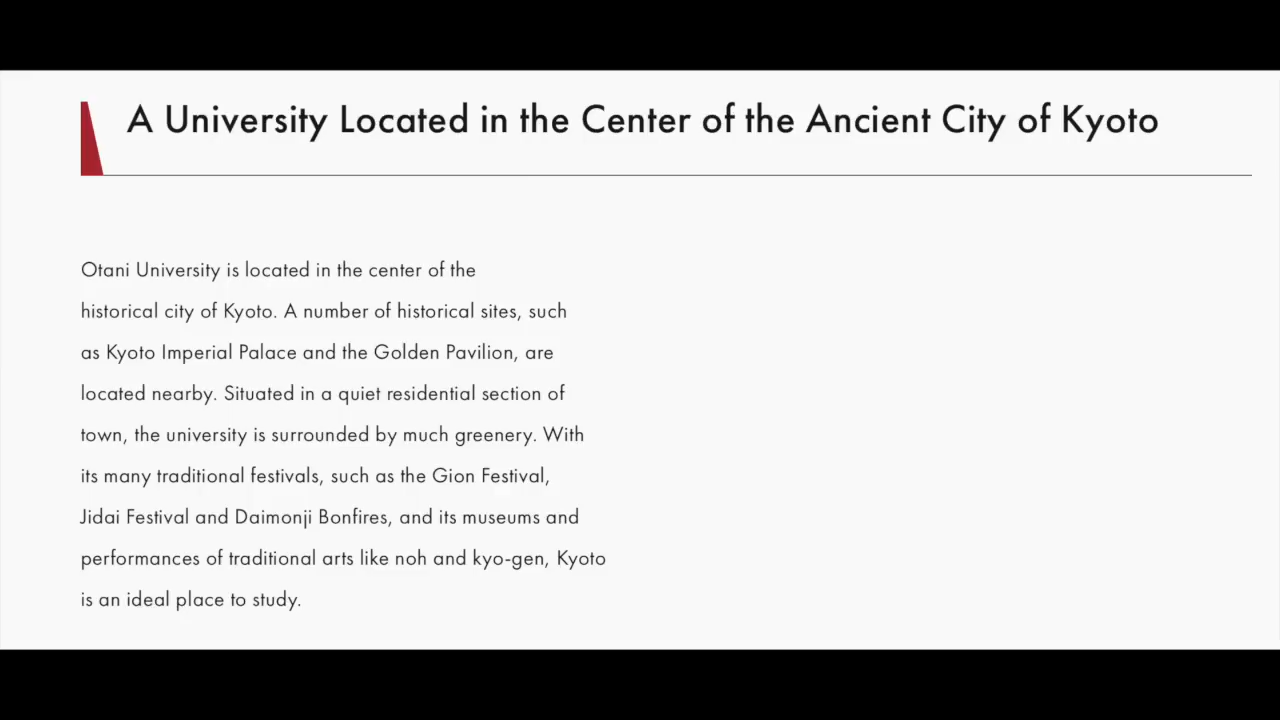 A University Located in the Center of the Ancient City of Kyoto
Otani University is located in the center of the
historical city of Kyoto. A number of historical sites, such
as Kyoto Imperial Palace and the Golden Pavilion, are
located nearby. Situated in a quiet residential section of
town, the university is surrounded by much greenery. With
its many traditional festivals, such as the Gion Festival,
Jidai Festival and Daimonji Bonfires, and its museums and
performances of traditional arts like noh and kyo-gen, Kyoto
is an ideal place to study.